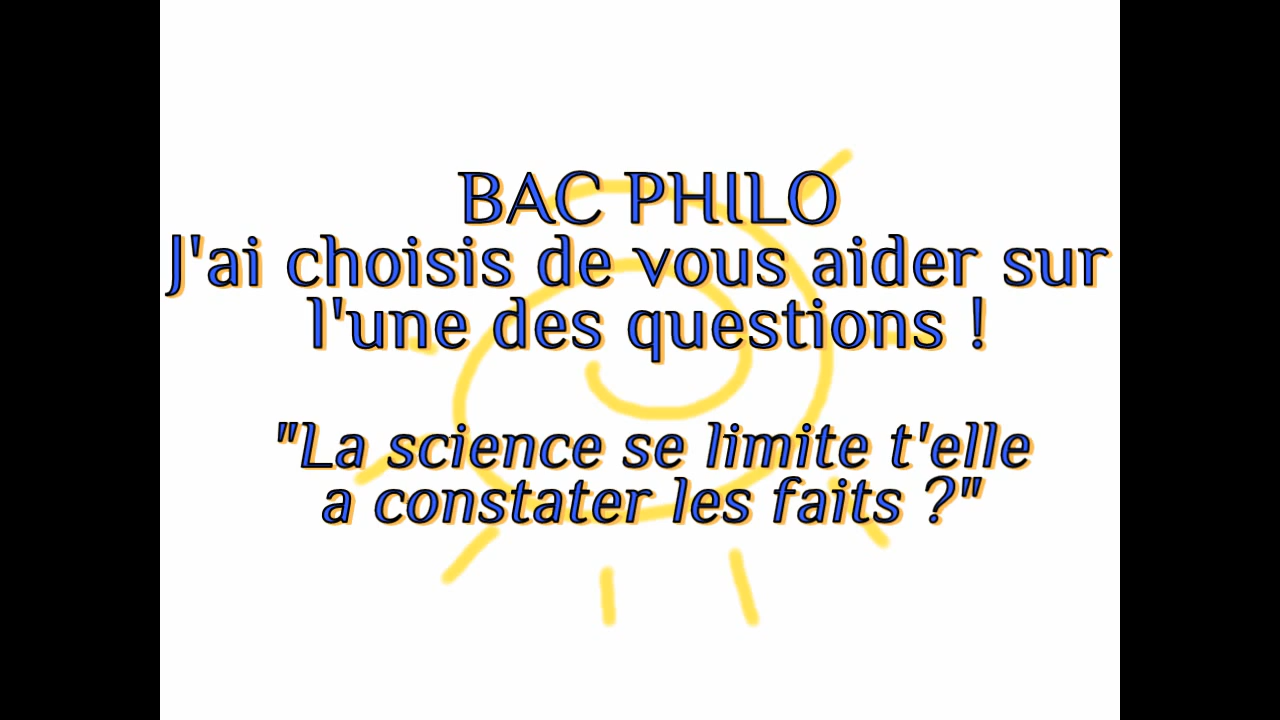 BAC PHILO
J'ai choisis de vous aider sur
l'une des questions !
"La science se limite t'elle
a constater les faits ?"